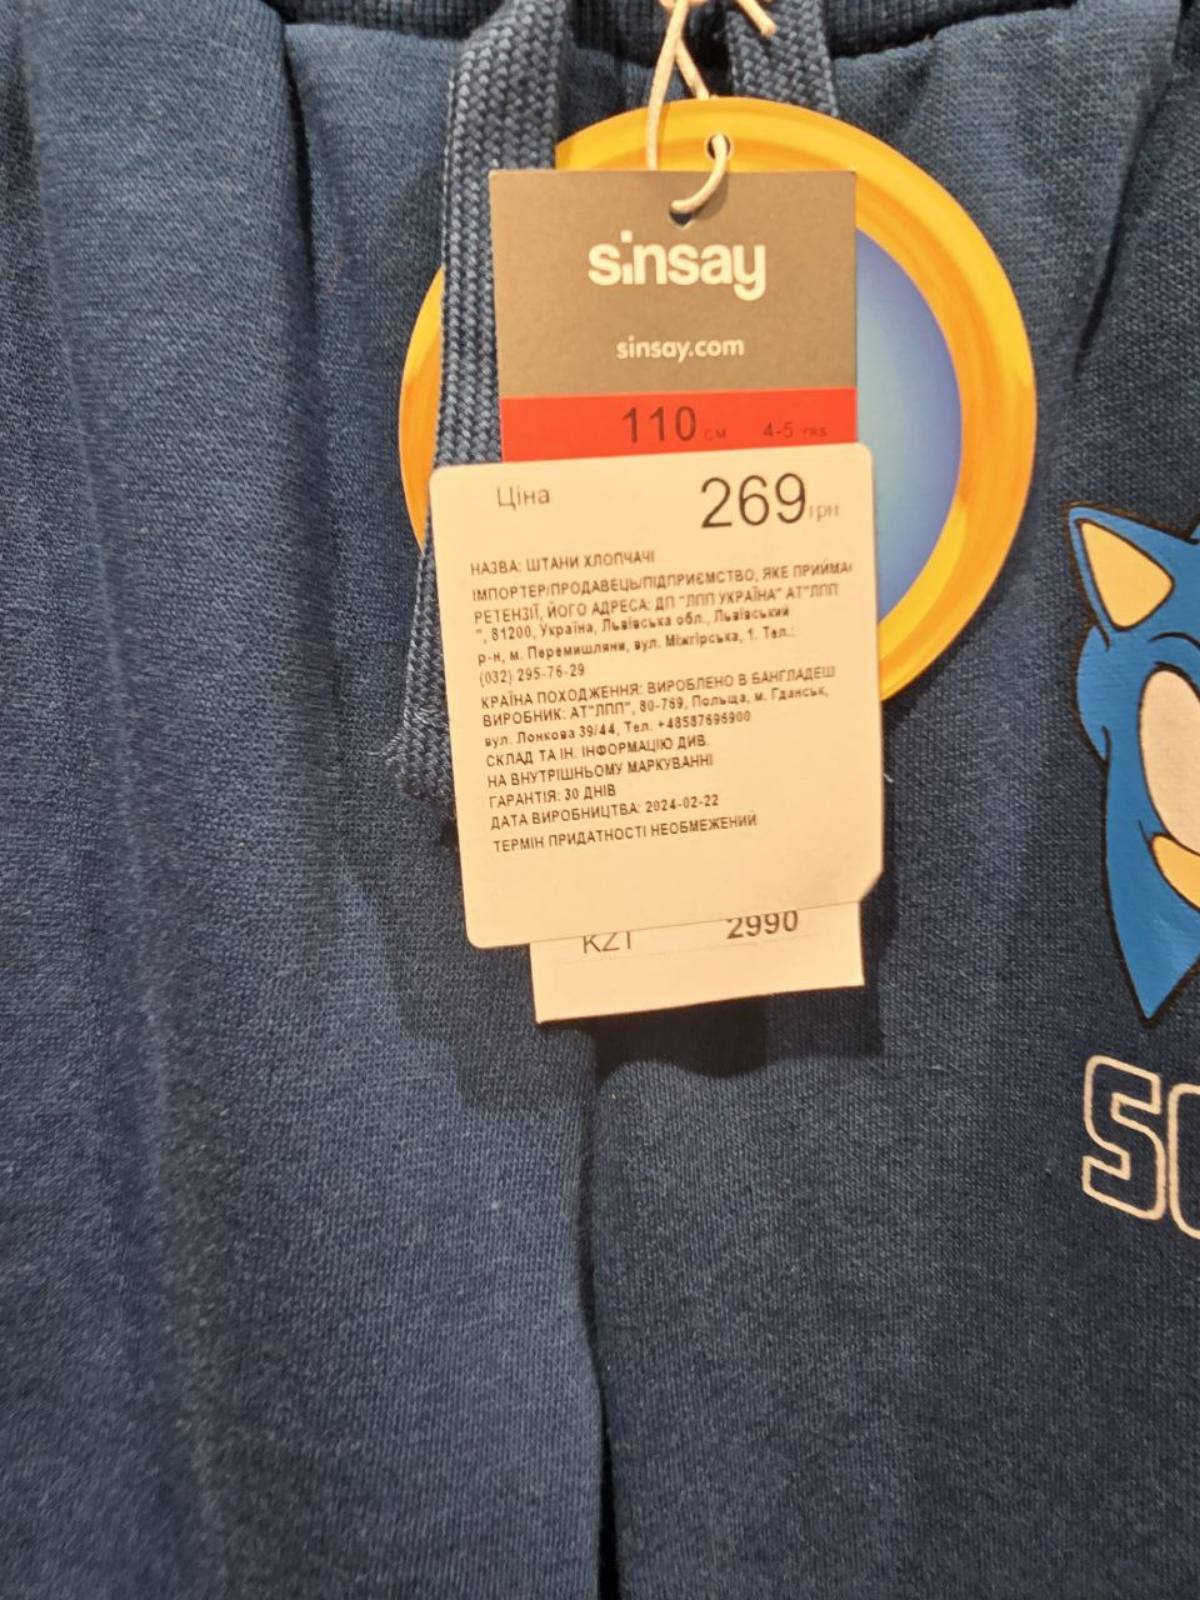 sinsay
sinsay.com
110 CM 4-5 YRS
Ціна 269 грн
НАЗВА: ШТАНИ ХЛОПЧАЧІ
ІМПОРТЕР/ПРОДАВЕЦЬ/ПІДПРИЄМСТВО, ЯКЕ ПРИЙМАЄ
РЕТЕНЗІЇ, ЙОГО АДРЕСА: ДП "ЛПП УКРАЇНА" АТ"ЛПП
", 81200, Україна, Львівська обл., Львівський
р-н, м. Перемишляни, вул. Міжгірська, 1. Тел.:
(032) 295-76-29
КРАЇНА ПОХОДЖЕННЯ: ВИРОБЛЕНО В БАНГЛАДЕШ
ВИРОБНИК: АТ"ЛПП", 80-769, Польща, м. Гданськ,
вул. Лонкова 39/44, Тел. +48587696900
СКЛАД ТА ІН. ІНФОРМАЦІЮ ДИВ.
НА ВНУТРІШНЬОМУ МАРКУВАННІ
ГАРАНТІЯ: 30 ДНІВ
ДАТА ВИРОБНИЦТВА: 2024-02-22
ТЕРМІН ПРИДАТНОСТІ НЕОБМЕЖЕНИЙ
KZT 2990